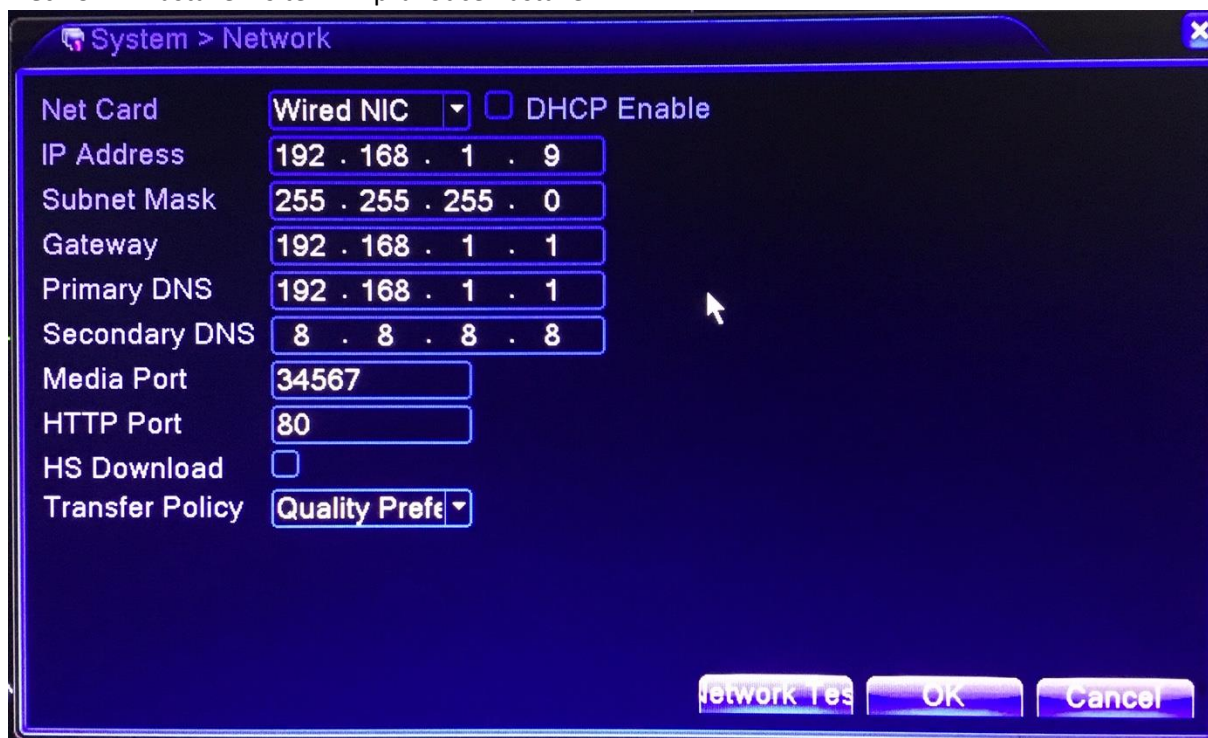 System > Network
Net Card Wired NIC DHCP Enable
IP Address 192 . 168 . 1 . 9
Subnet Mask 255 . 255 . 255 . 0
Gateway 192 . 168 . 1 . 1
Primary DNS 192 . 168 . 1 . 1
Secondary DNS 8 . 8 . 8 . 8
Media Port 34567
HTTP Port 80
HS Download
Transfer Policy Quality Prefe
etwork Tes OK Cancel